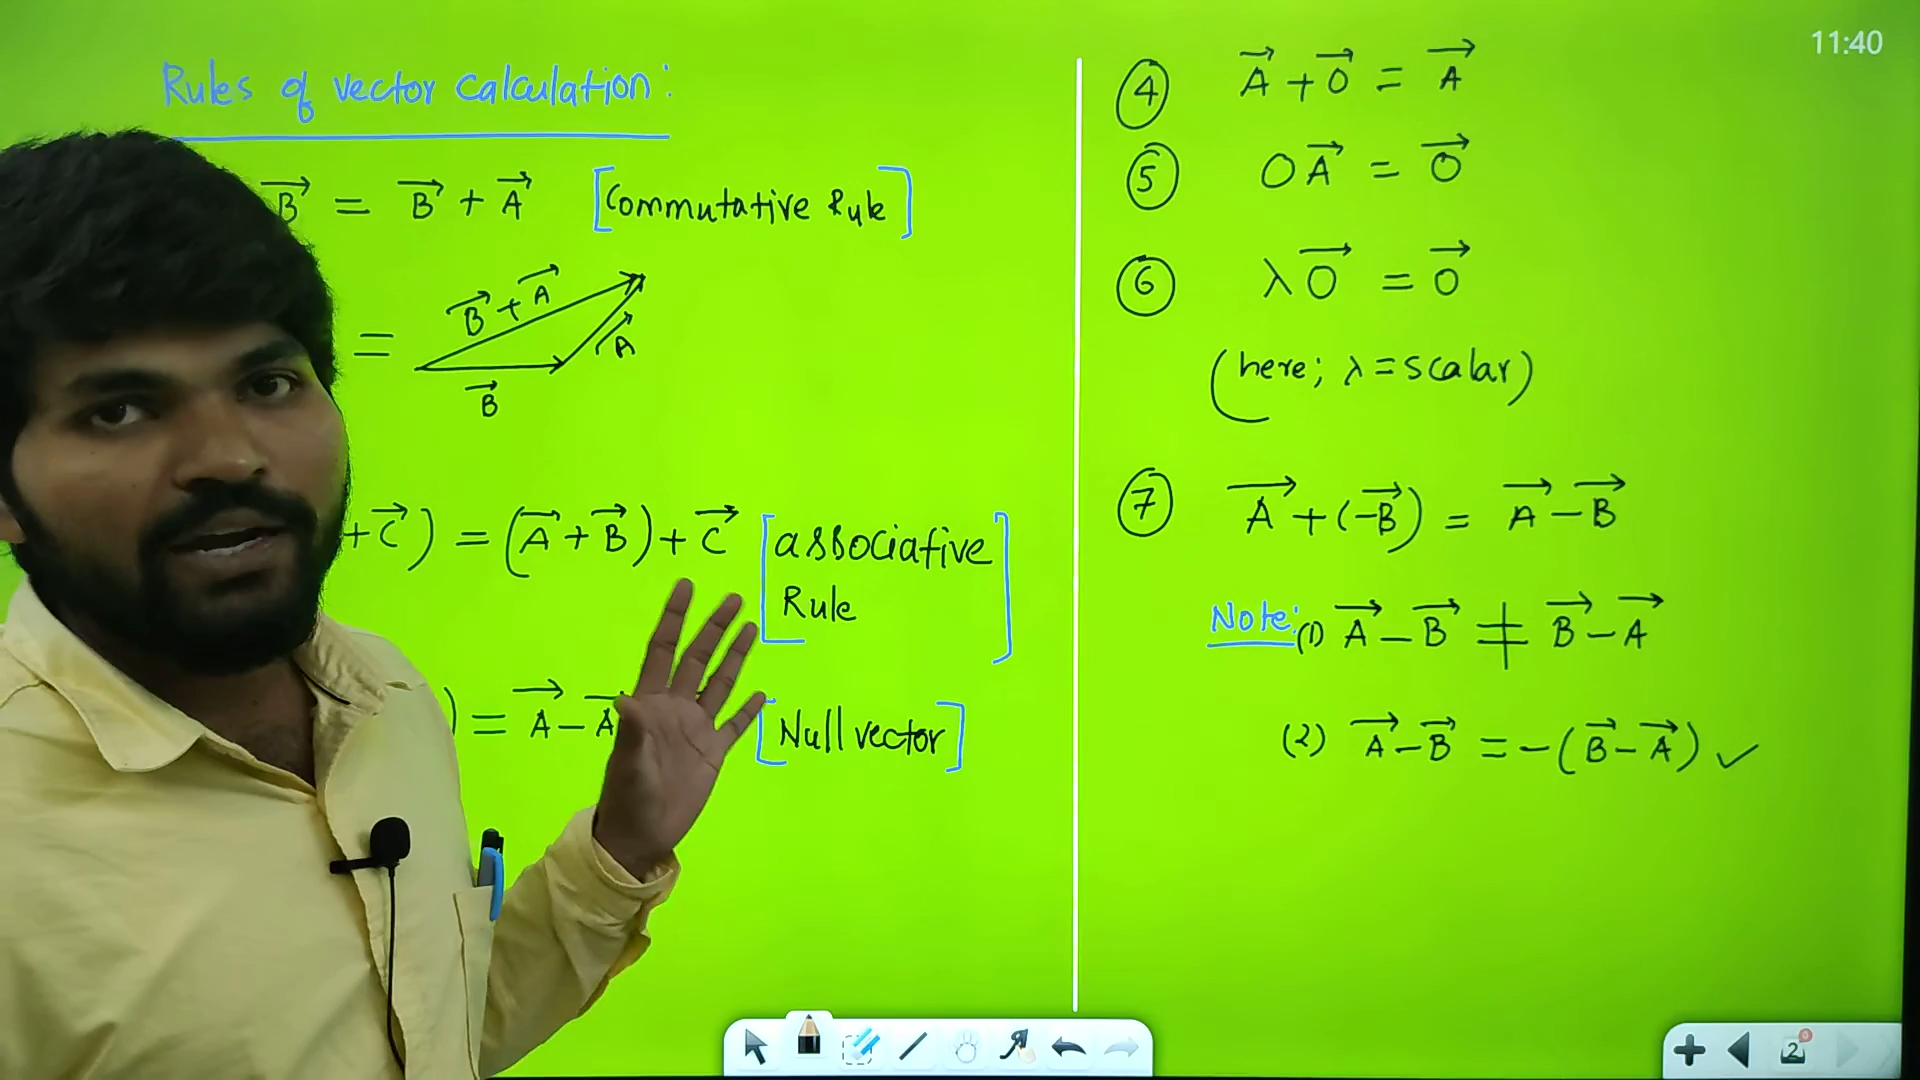 Rules of vector calculation:
B⃗ = B⃗ + A⃗ [Commutative Rule]
= B⃗ + A⃗
A⃗
B⃗
+ C⃗ ) = (A⃗ + B⃗) + C⃗ [associative
Rule]
) = A⃗ - A⃗ [Null vector]
11:40
④ A⃗ + O⃗ = A⃗
⑤ OA⃗ = O⃗
⑥ λO⃗ = O⃗
(here; λ = scalar)
⑦ A⃗ + (-B⃗) = A⃗ - B⃗
Note: (1) A⃗ - B⃗ ≠ B⃗ - A⃗
(2) A⃗ - B⃗ = -(B⃗ - A⃗) ✓
2